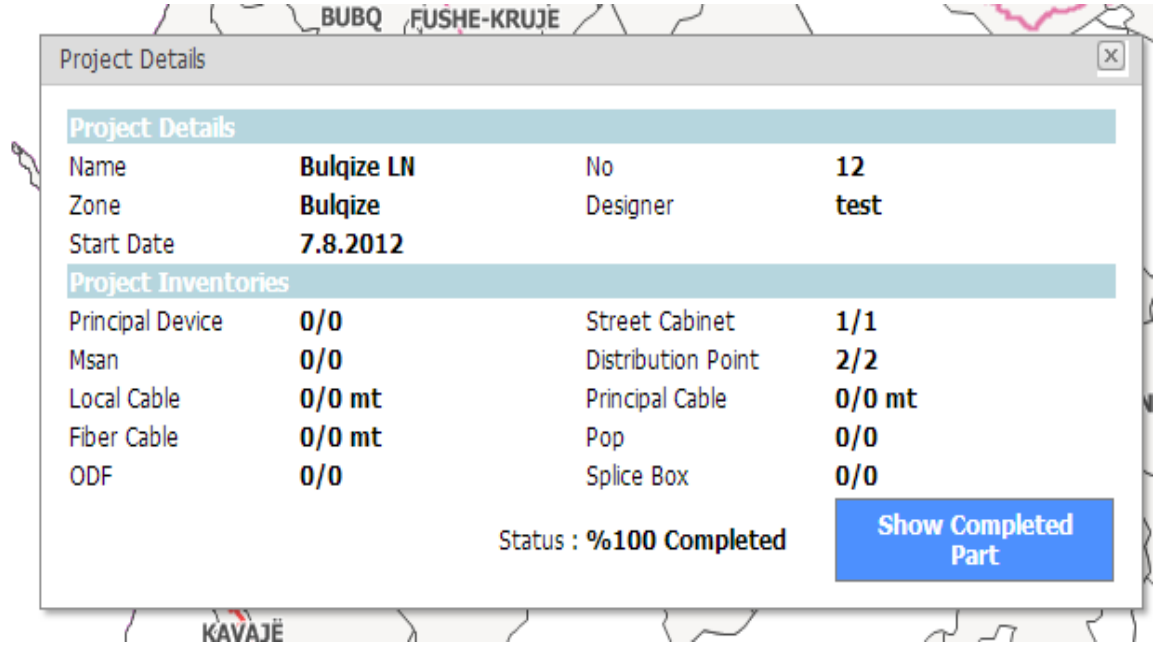 BUBQ FUSHE-KRUJE
Project Details
Project Details
Name Bulqize LN No 12
Zone Bulqize Designer test
Start Date 7.8.2012
Project Inventories
Principal Device 0/0 Street Cabinet 1/1
Msan 0/0 Distribution Point 2/2
Local Cable 0/0 mt Principal Cable 0/0 mt
Fiber Cable 0/0 mt Pop 0/0
ODF 0/0 Splice Box 0/0
Status : %100 Completed Show Completed
Part
KAVAJË